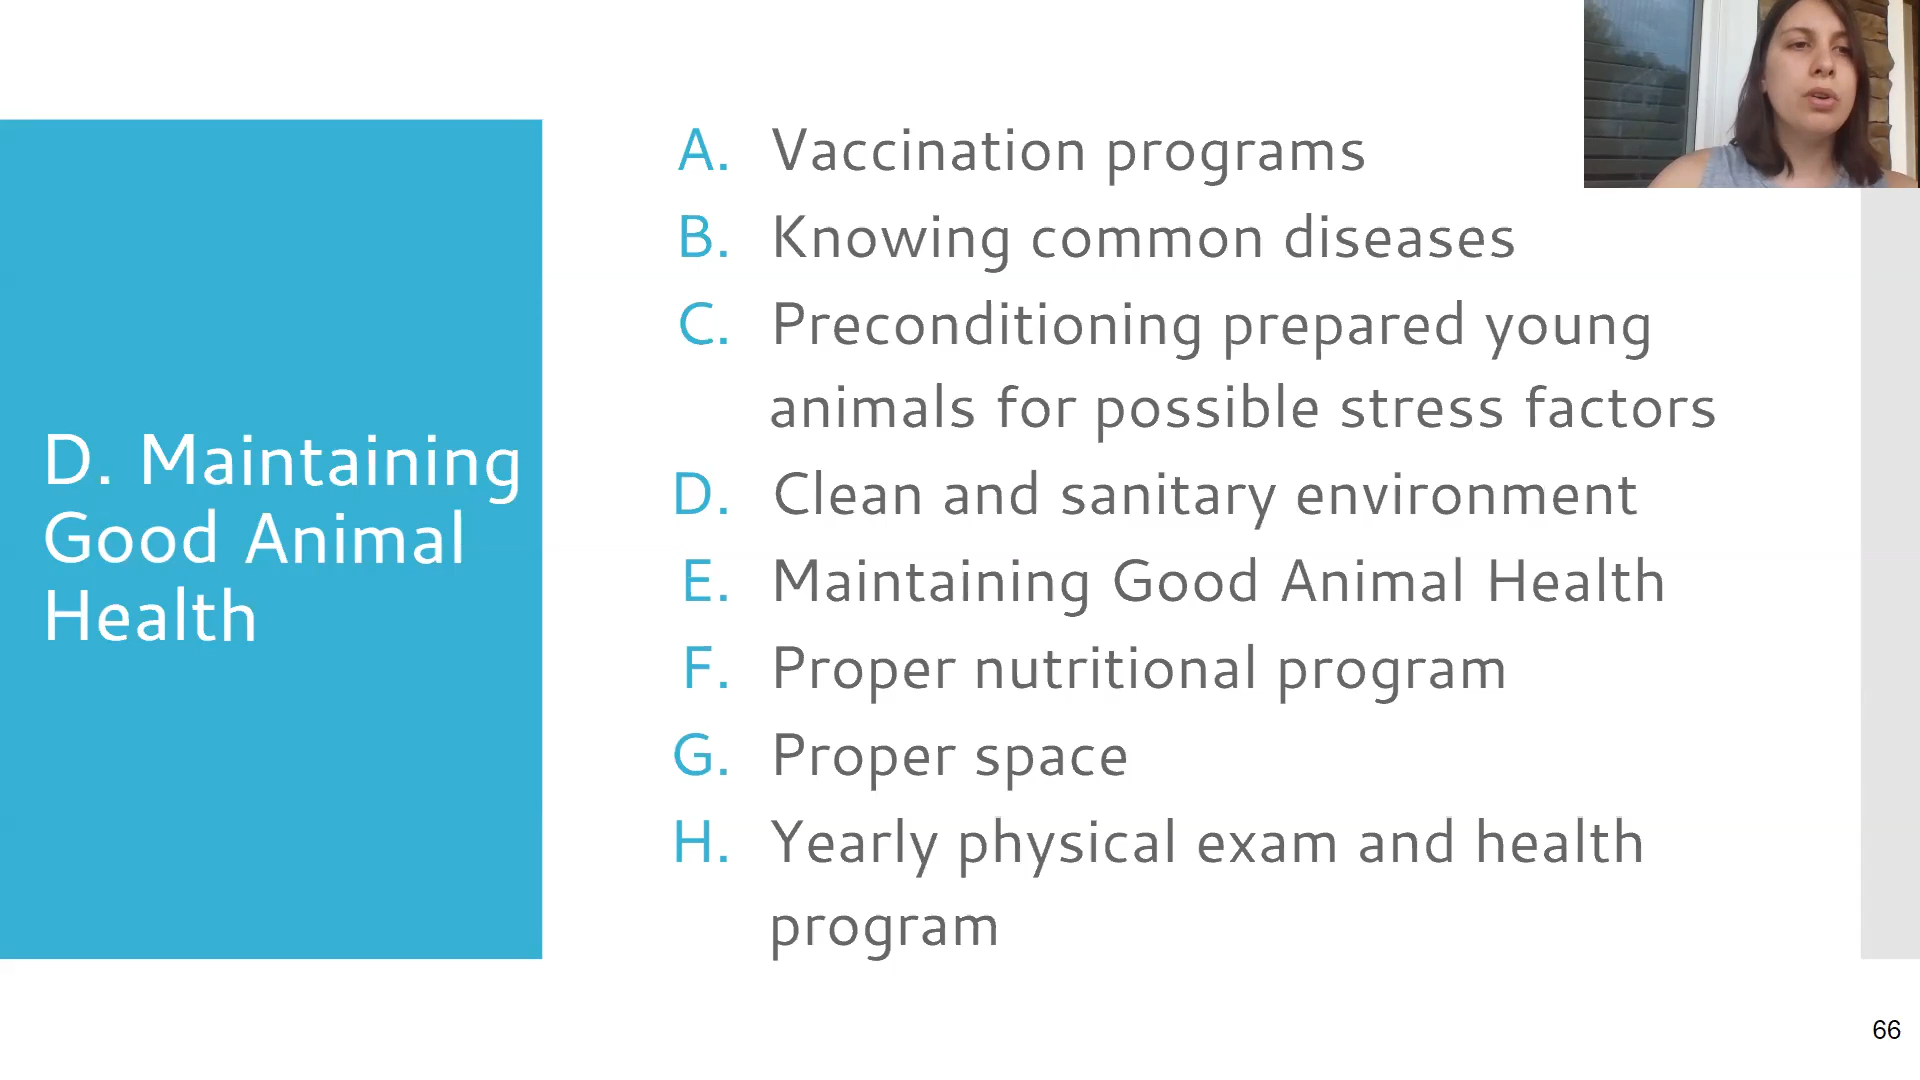 D. Maintaining
Good Animal
Health
A. Vaccination programs
B. Knowing common diseases
C. Preconditioning prepared young
animals for possible stress factors
D. Clean and sanitary environment
E. Maintaining Good Animal Health
F. Proper nutritional program
G. Proper space
H. Yearly physical exam and health
program
66